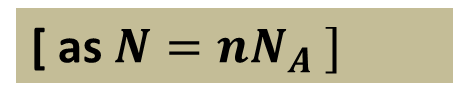 [ as N = nN_A ]